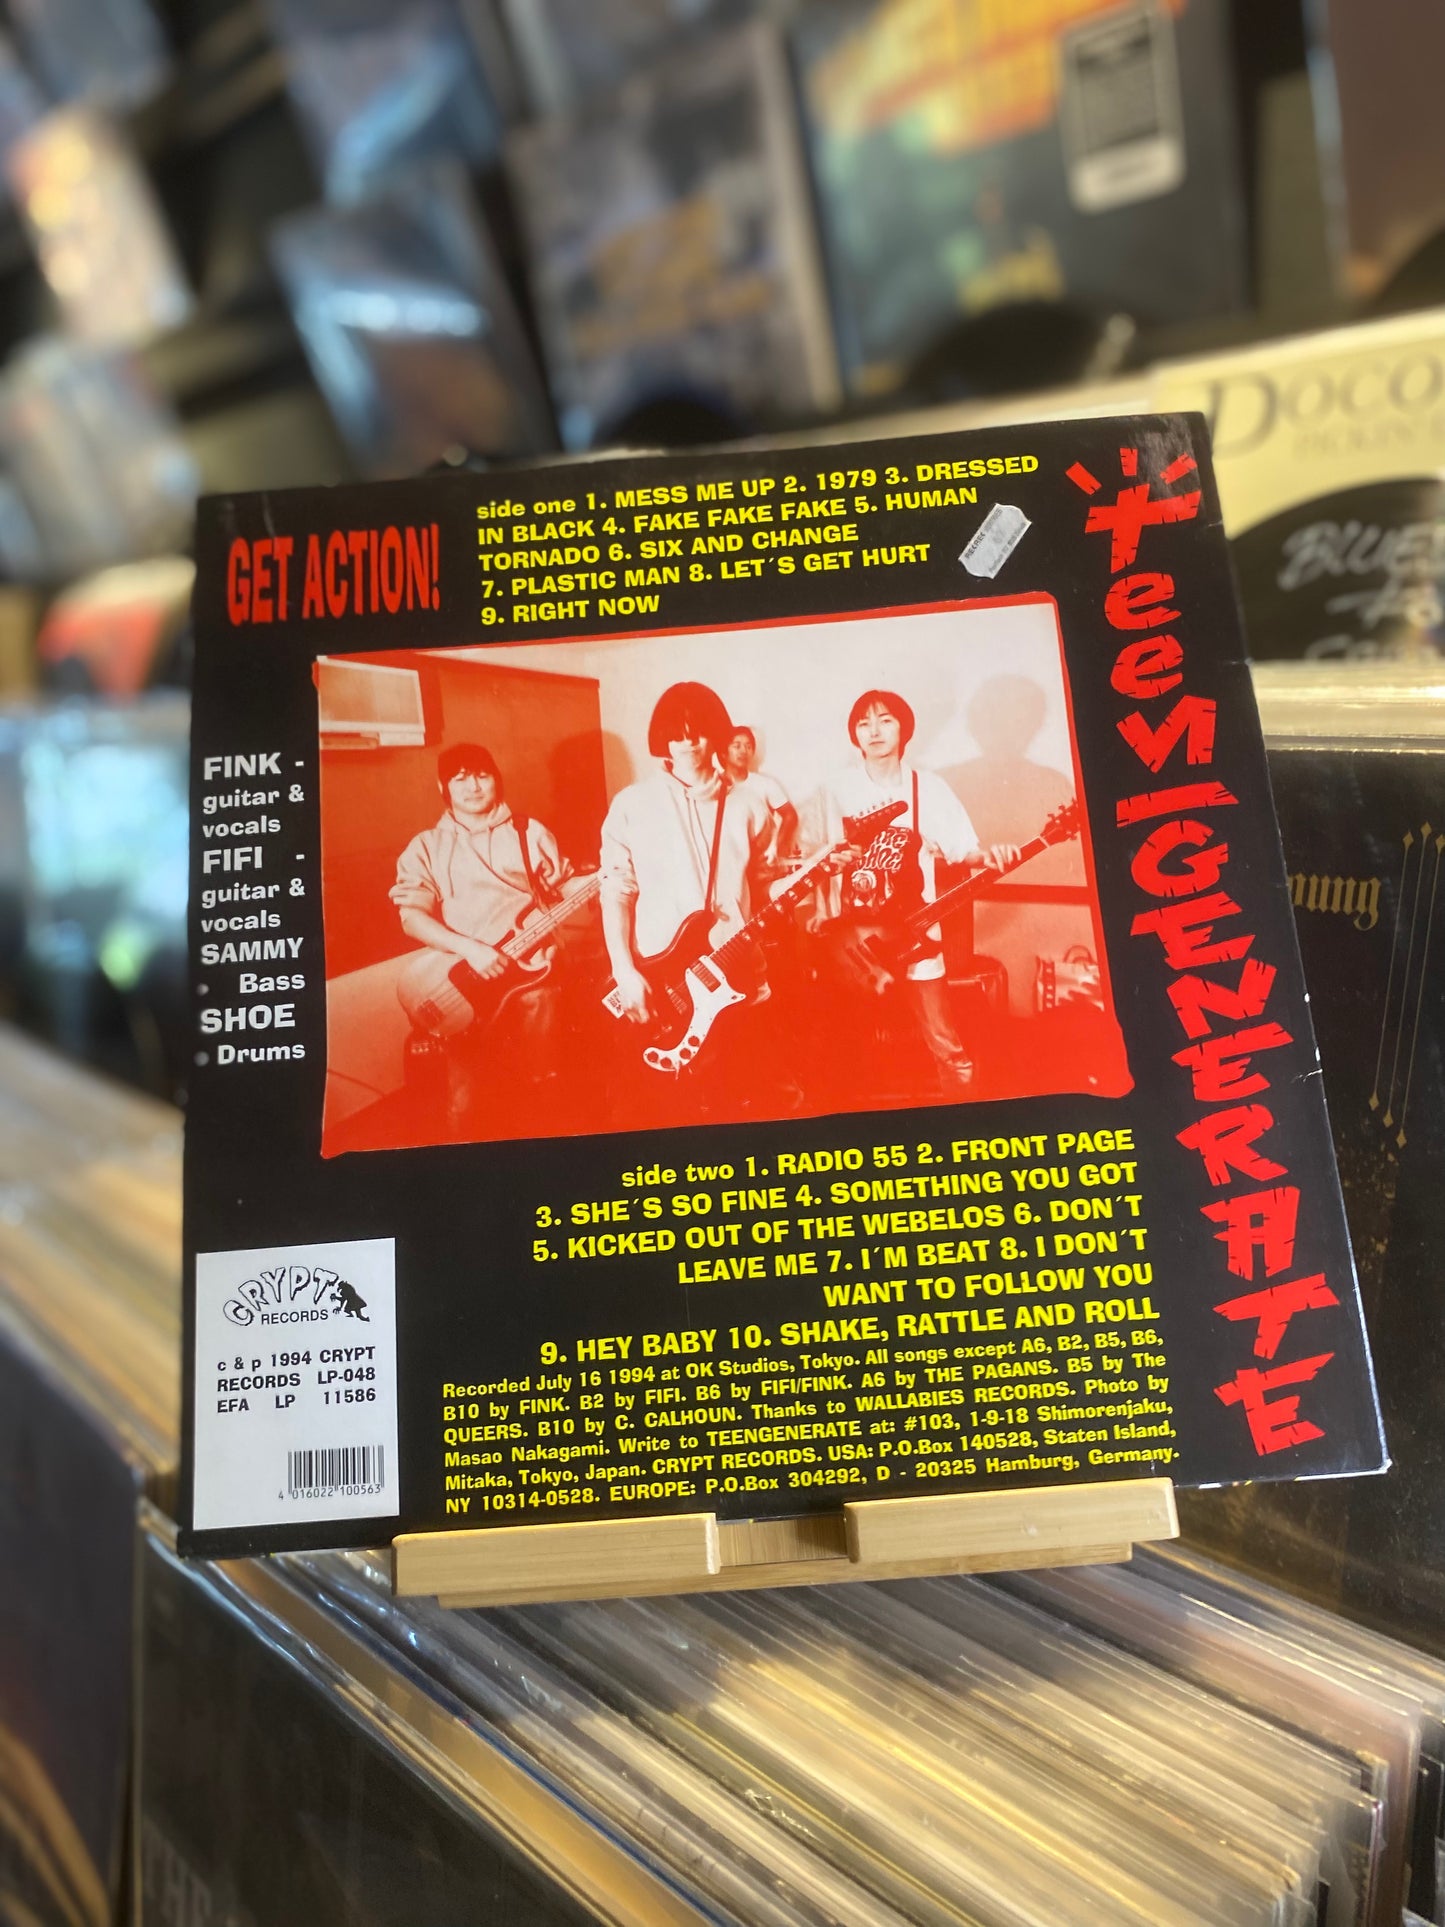 GET ACTION!
side one 1. MESS ME UP 2. 1979 3. DRESSED
IN BLACK 4. FAKE FAKE FAKE 5. HUMAN
TORNADO 6. SIX AND CHANGE
7. PLASTIC MAN 8. LET´S GET HURT
9. RIGHT NOW
teenGENERATE
FINK -
guitar &
vocals
FIFI -
guitar &
vocals
SAMMY
- Bass
SHOE
- Drums
side two 1. RADIO 55 2. FRONT PAGE
3. SHE´S SO FINE 4. SOMETHING YOU GOT
5. KICKED OUT OF THE WEBELOS 6. DON´T
LEAVE ME 7. I´M BEAT 8. I DON´T
WANT TO FOLLOW YOU
9. HEY BABY 10. SHAKE, RATTLE AND ROLL
Recorded July 16 1994 at OK Studios, Tokyo. All songs except A6, B2, B5, B6,
B10 by FINK. B2 by FIFI. B6 by FIFI/FINK. A6 by THE PAGANS. B5 by The
QUEERS. B10 by C. CALHOUN. Thanks to WALLABIES RECORDS. Photo by
Masao Nakagami. Write to TEENGENERATE at: #103, 1-9-18 Shimorenjaku,
Mitaka, Tokyo, Japan. CRYPT RECORDS. USA: P.O.Box 140528, Staten Island,
NY 10314-0528. EUROPE: P.O.Box 304292, D - 20325 Hamburg, Germany.
CRYPT
RECORDS
c & p 1994 CRYPT
RECORDS LP-048
EFA LP 11586
4 016022 100563